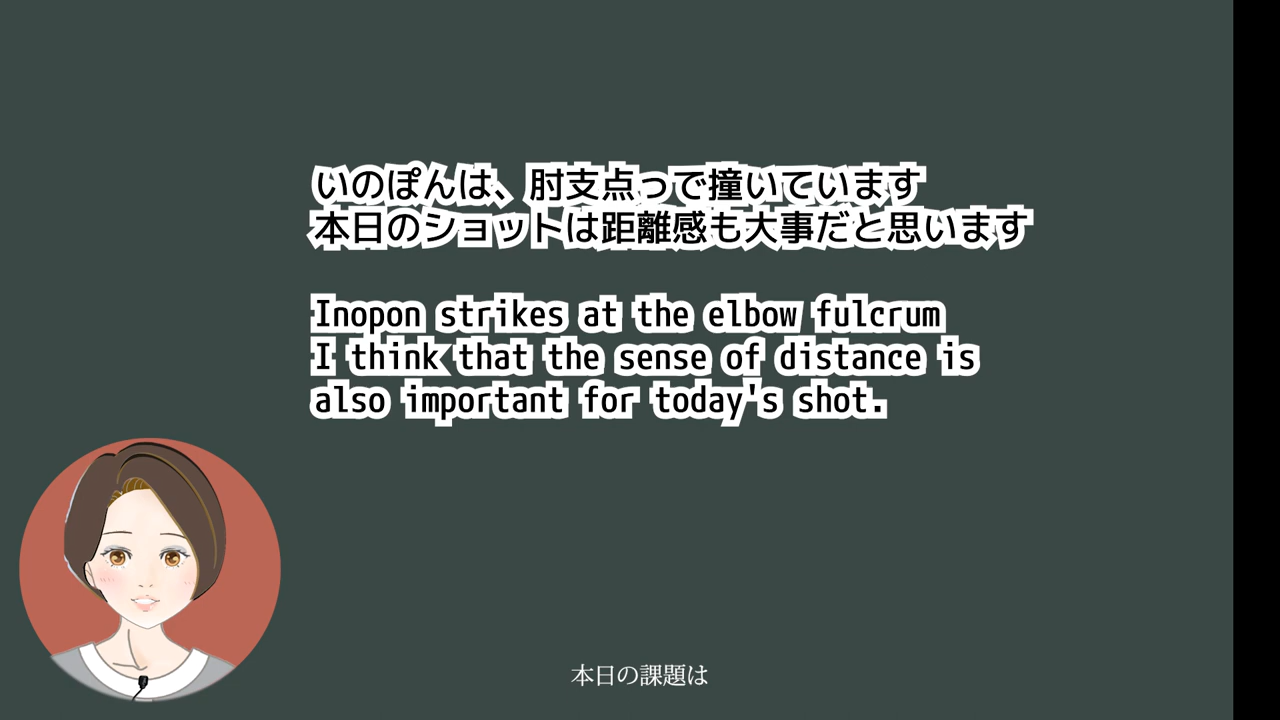 いのぽんは、肘支点っで撞いています
本日のショットは距離感も大事だと思います
Inopon strikes at the elbow fulcrum
I think that the sense of distance is
also important for today's shot.
本日の課題は